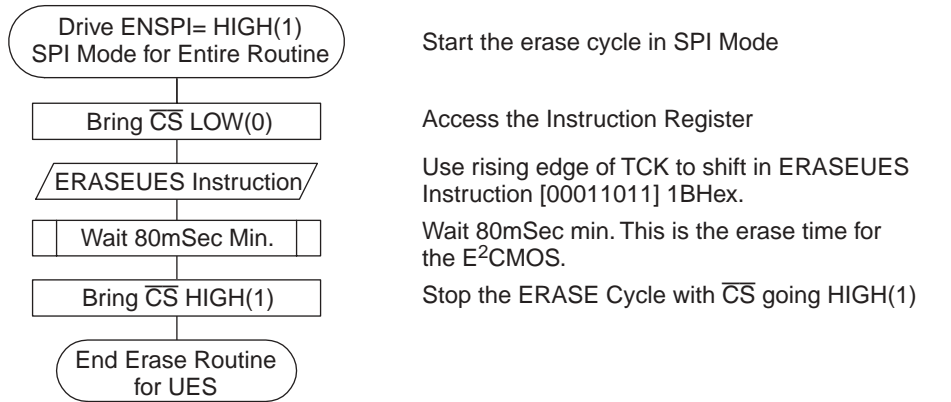 Drive ENSPI= HIGH(1)
SPI Mode for Entire Routine
Start the erase cycle in SPI Mode
Bring C̅S̅ LOW(0)
Access the Instruction Register
ERASEUES Instruction
Use rising edge of TCK to shift in ERASEUES
Instruction [00011011] 1BHex.
Wait 80mSec Min.
Wait 80mSec min. This is the erase time for
the E²CMOS.
Bring C̅S̅ HIGH(1)
Stop the ERASE Cycle with C̅S̅ going HIGH(1)
End Erase Routine
for UES